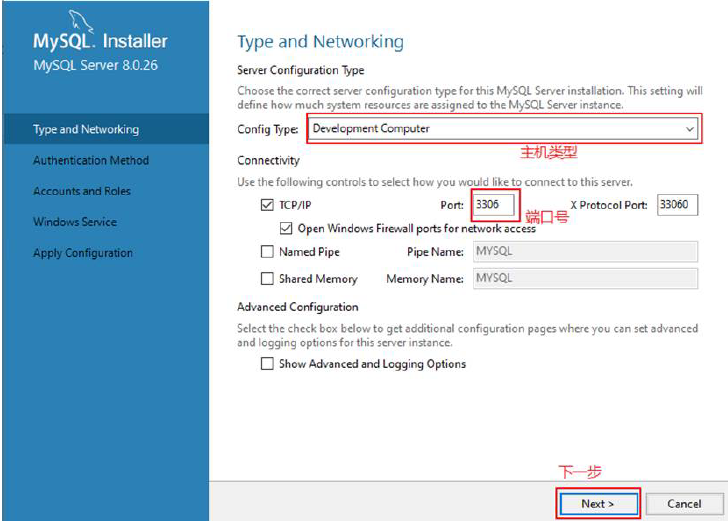 MySQL. Installer
MySQL Server 8.0.26
Type and Networking
Authentication Method
Accounts and Roles
Windows Service
Apply Configuration
Type and Networking
Server Configuration Type
Choose the correct server configuration type for this MySQL Server installation. This setting will
define how much system resources are assigned to the MySQL Server instance.
Config Type: Development Computer
主机类型
Connectivity
Use the following controls to select how you would like to connect to this server.
TCP/IP Port: 3306 X Protocol Port: 33060
端口号
Open Windows Firewall ports for network access
Named Pipe Pipe Name: MYSQL
Shared Memory Memory Name: MYSQL
Advanced Configuration
Select the check box below to get additional configuration pages where you can set advanced
and logging options for this server instance.
Show Advanced and Logging Options
下一步
Next > Cancel